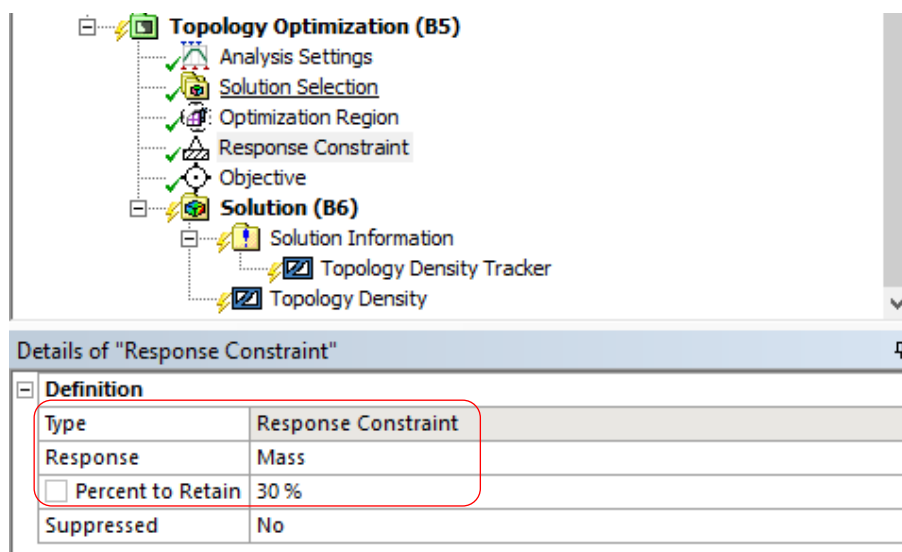 Topology Optimization (B5)
Analysis Settings
Solution Selection
Optimization Region
Response Constraint
Objective
Solution (B6)
Solution Information
Topology Density Tracker
Topology Density
Details of "Response Constraint"
Definition
Type Response Constraint
Response Mass
Percent to Retain 30 %
Suppressed No